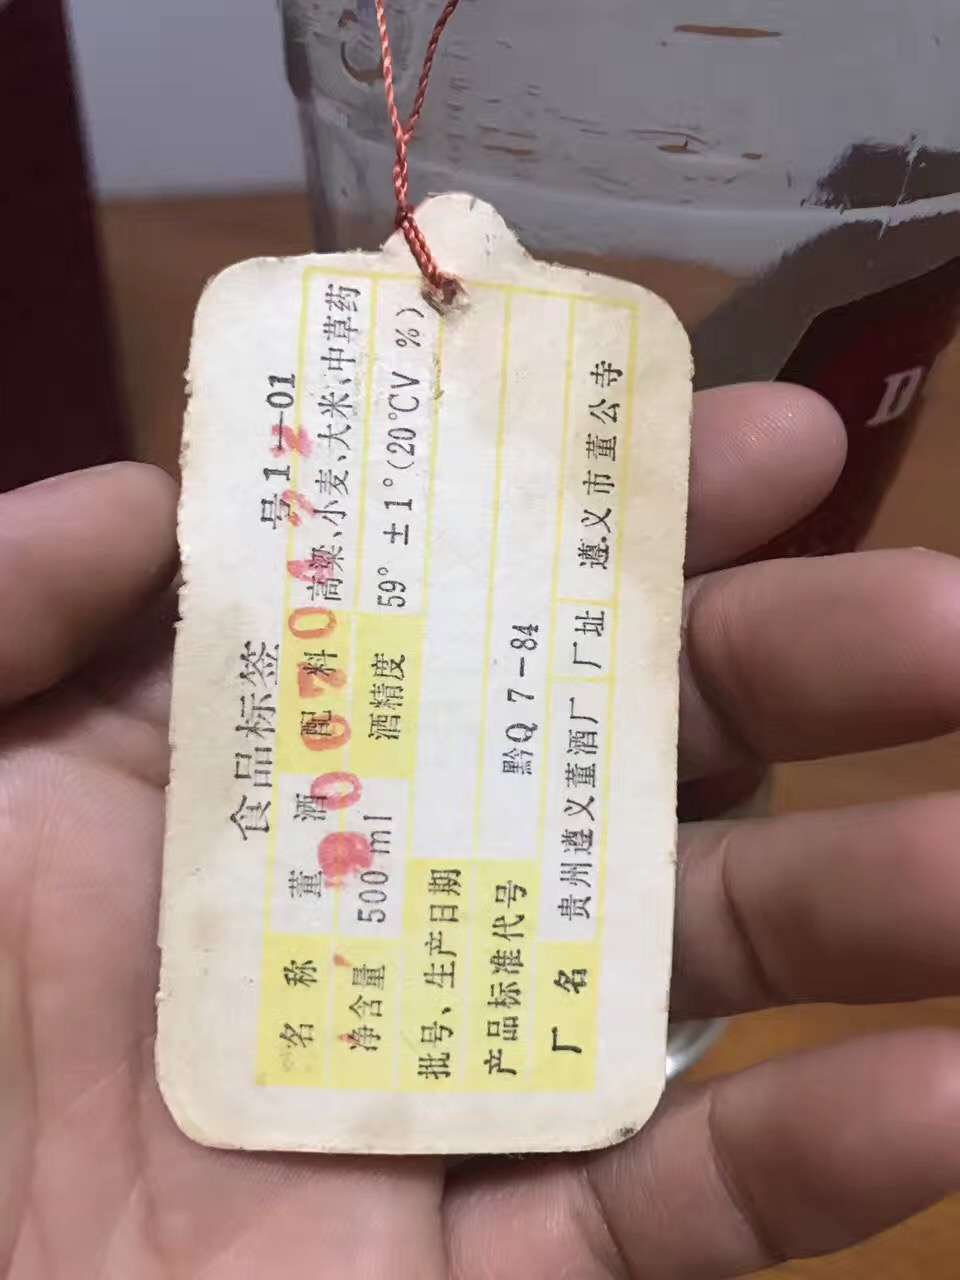 食品标签 号1—01
名 称 董 酒 配 料 高粱、小麦、大米、中草药
净含量 500 ml 酒精度 59° ±1°(20℃V %)
批号、生产日期
产品标准代号 黔Q 7-84
厂 名 贵州遵义董酒厂 厂址 遵义市董公寺